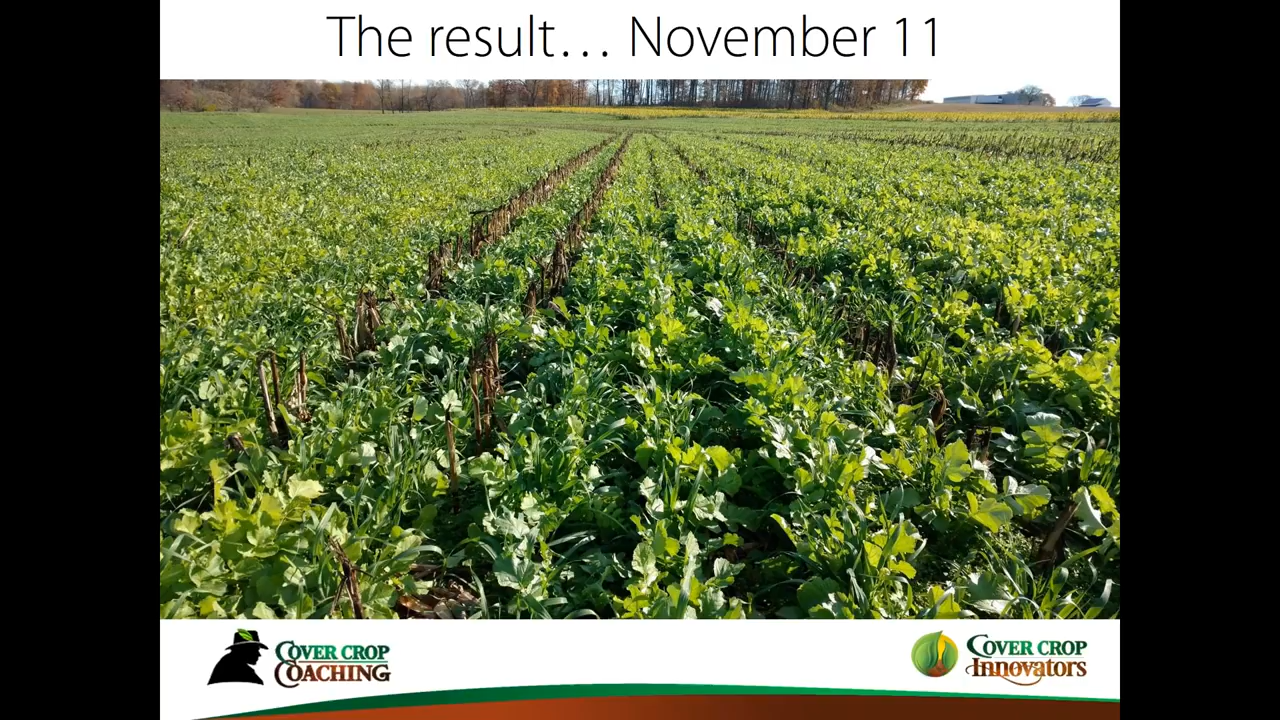 The result… November 11
COVER CROP
COACHING
COVER CROP
Innovators